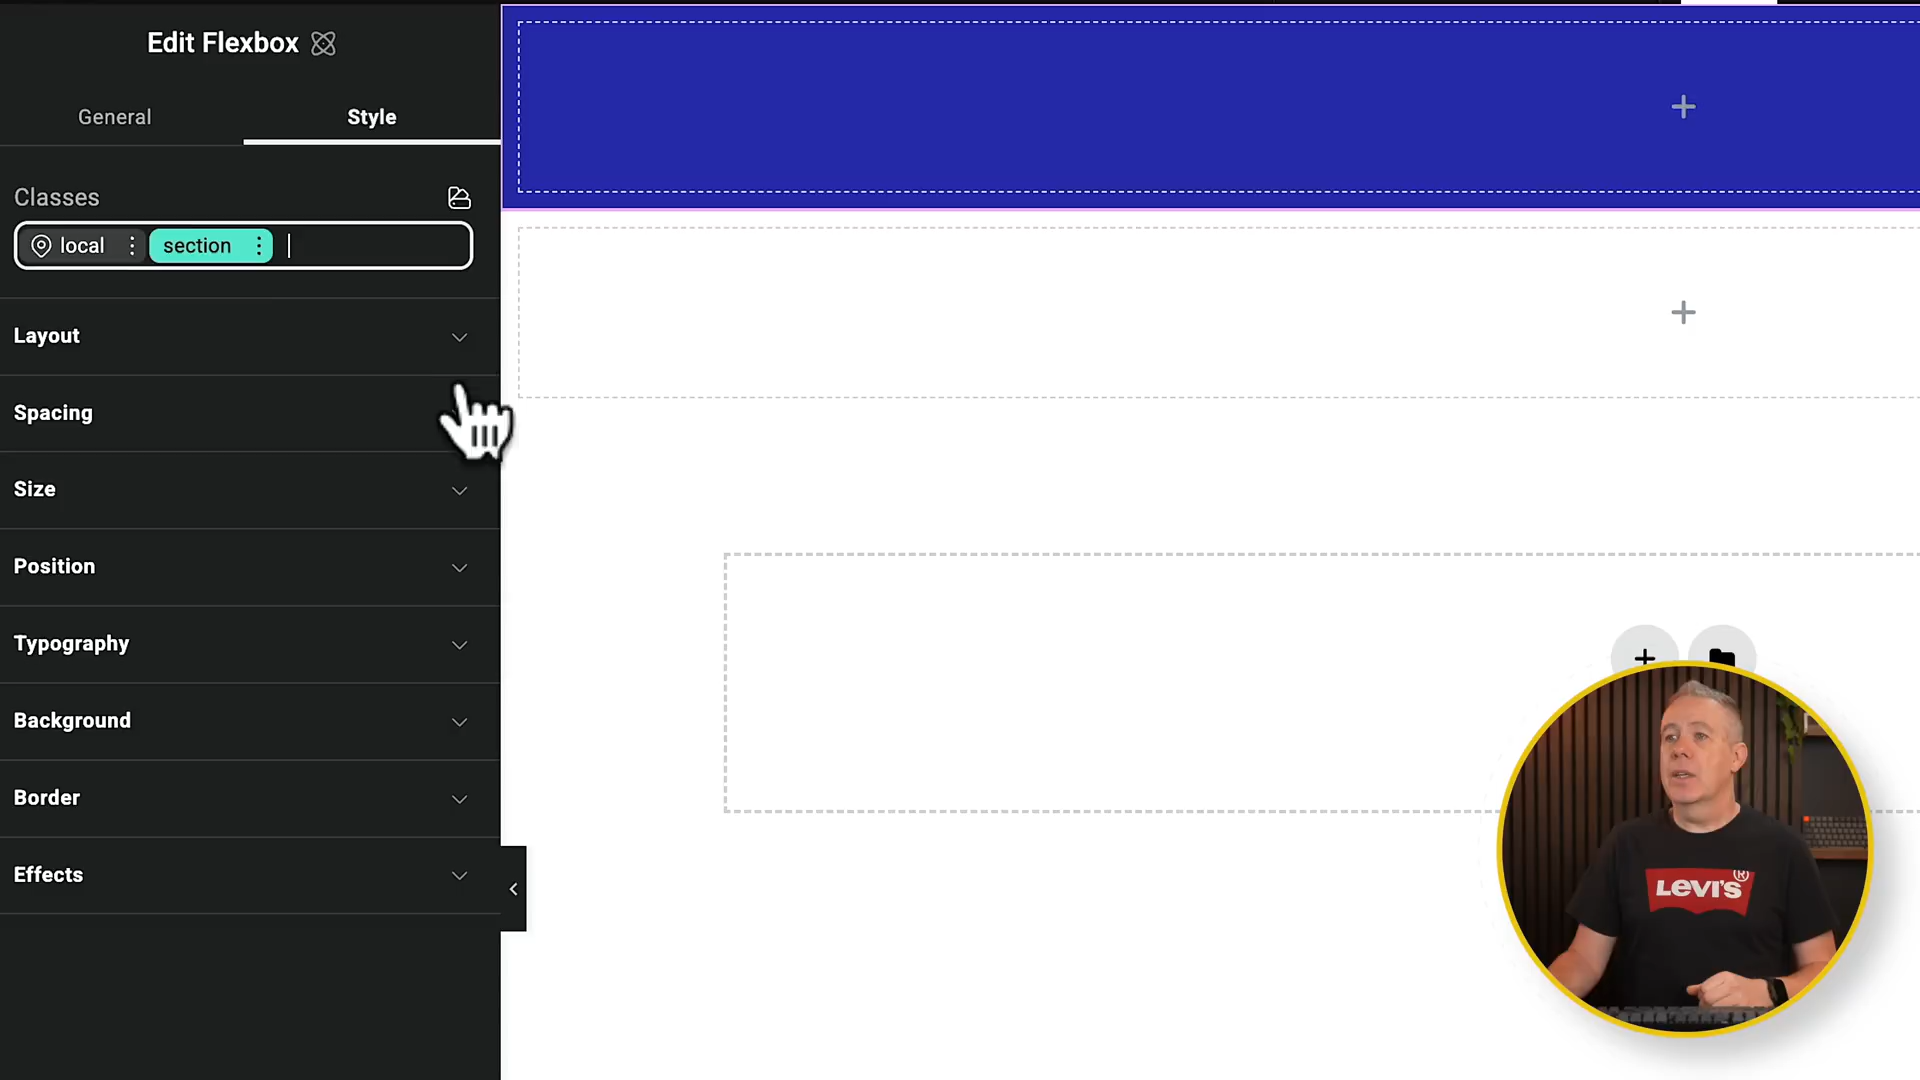 Edit Flexbox
General
Style
Classes
local
section
Layout
Spacing
Size
Position
Typography
Background
Border
Effects
LEVI'S ®